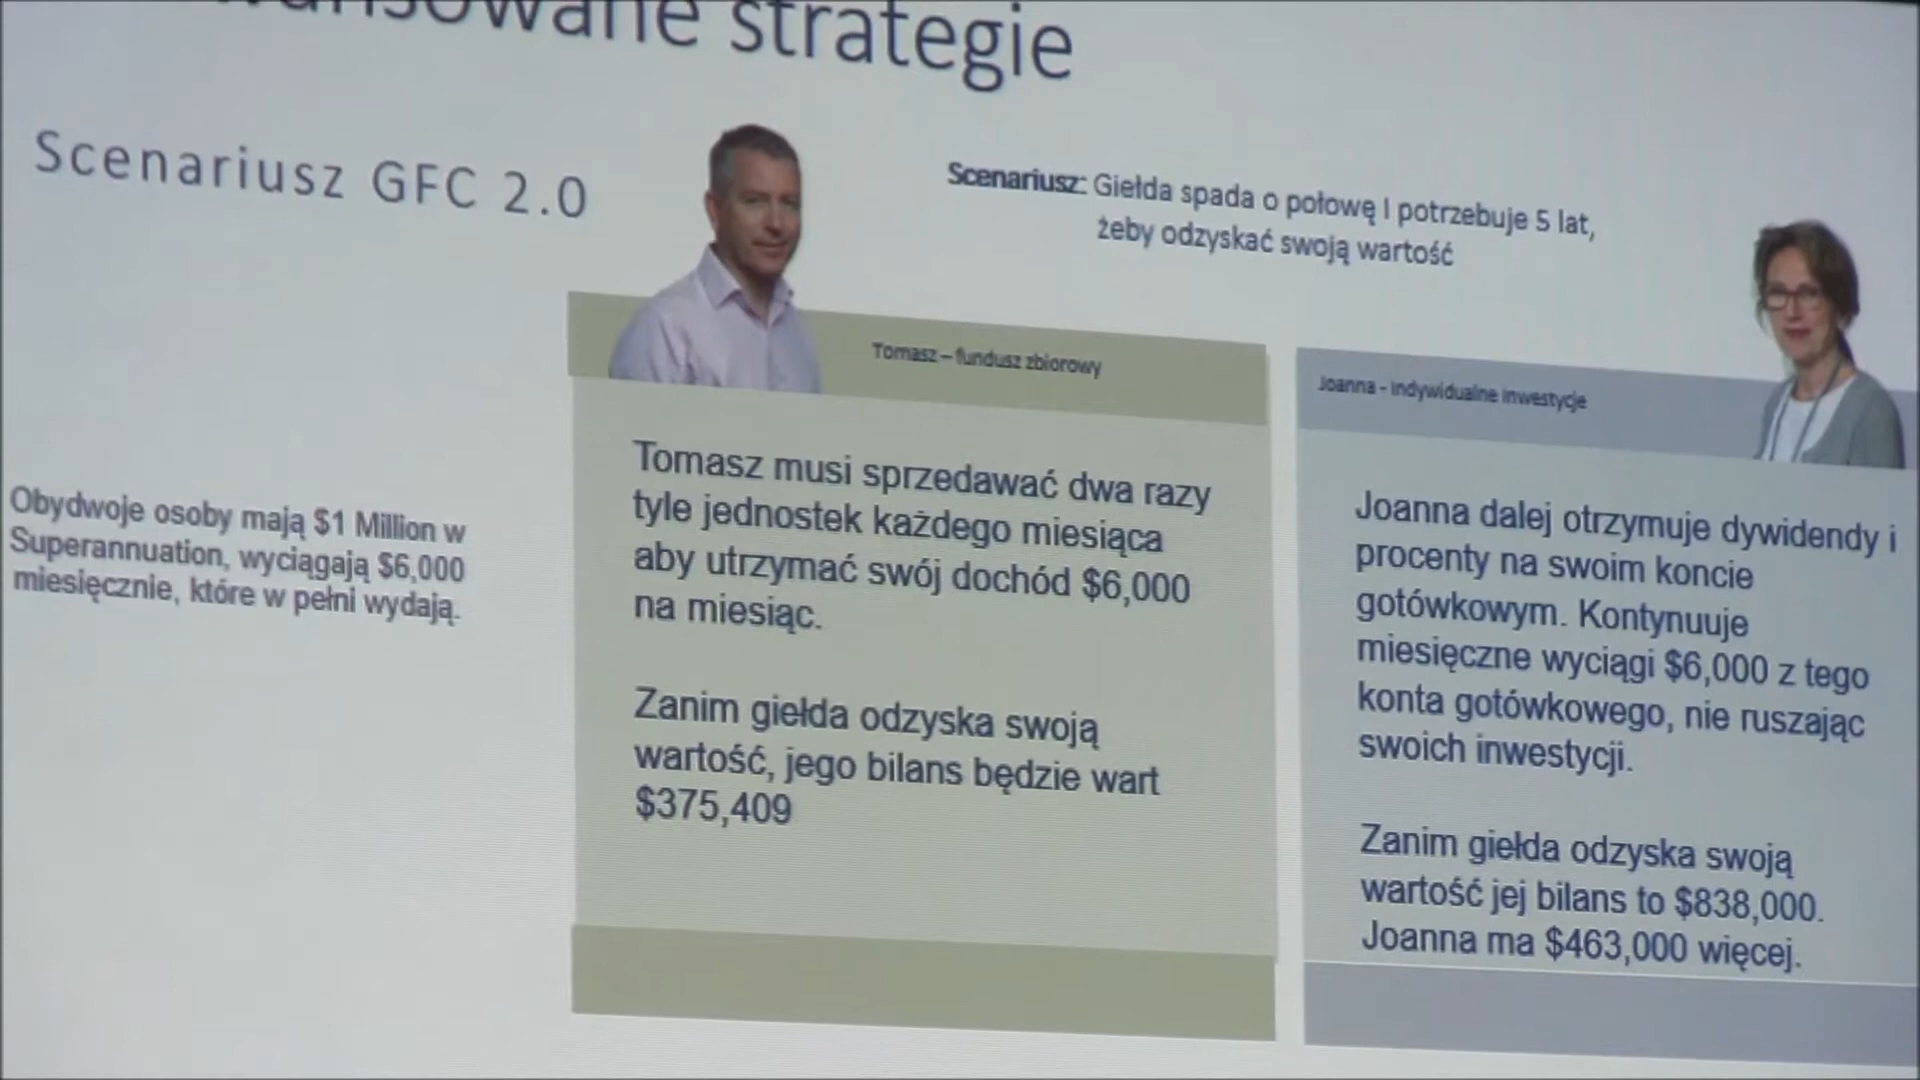 strategie
Scenariusz GFC 2.0
Scenariusz: Giełda spada o połowę I potrzebuje 5 lat,
żeby odzyskać swoją wartość
Obydwoje osoby mają $1 Million w
Superannuation, wyciągają $6,000
miesięcznie, które w pełni wydają.
Tomasz – fundusz zbiorowy
Tomasz musi sprzedawać dwa razy
tyle jednostek każdego miesiąca
aby utrzymać swój dochód $6,000
na miesiąc.
Zanim giełda odzyska swoją
wartość, jego bilans będzie wart
$375,409
Joanna - Indywidualne Inwestycje
Joanna dalej otrzymuje dywidendy i
procenty na swoim koncie
gotówkowym. Kontynuuje
miesięczne wyciągi $6,000 z tego
konta gotówkowego, nie ruszając
swoich inwestycji.
Zanim giełda odzyska swoją
wartość jej bilans to $838,000.
Joanna ma $463,000 więcej.